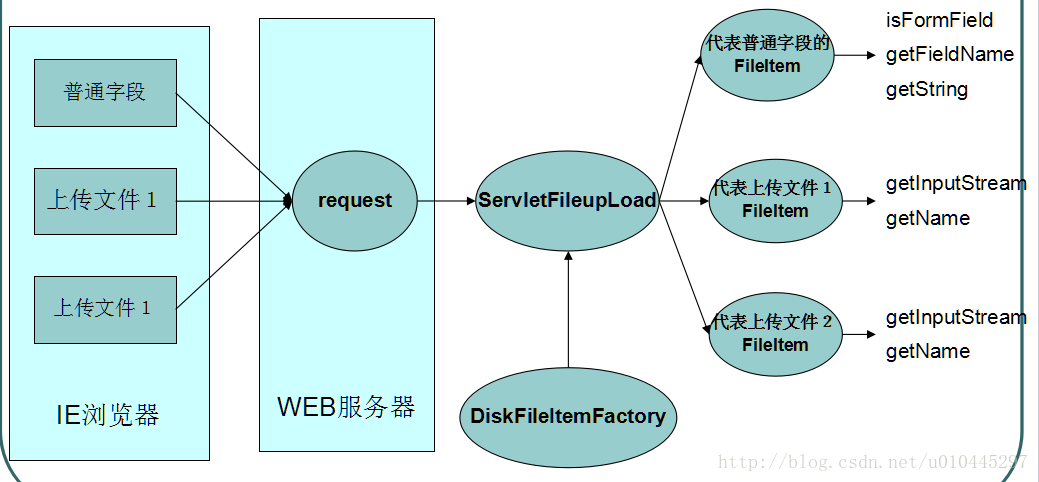 普通字段
上传文件 1
上传文件 1
IE浏览器
request
WEB服务器
ServletFileupLoad
DiskFileItemFactory
代表普通字段的
FileItem
isFormField
getFieldName
getString
代表上传文件 1
FileItem
getInputStream
getName
代表上传文件 2
FileItem
getInputStream
getName
http://blog.csdn.net/u010445297